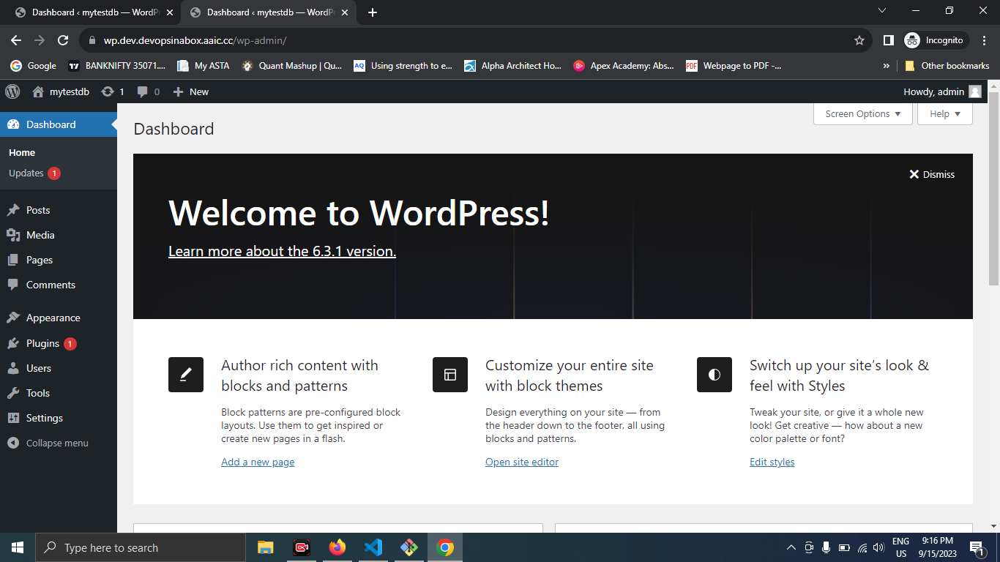 Dashboard ‹ mytestdb — WordP
Dashboard ‹ mytestdb — WordP
wp.dev.devopsinabox.aaic.cc/wp-admin/
Incognito
Google
BANKNIFTY 35071....
My ASTA
Quant Mashup | Qu...
AQ
Using strength to e...
Alpha Architect Ho...
Apex Academy: Abs...
PDF
Webpage to PDF -...
»
Other bookmarks
mytestdb
1
0
New
Howdy, admin
Dashboard
Home
Updates 1
Posts
Media
Pages
Comments
Appearance
Plugins 1
Users
Tools
Settings
Collapse menu
Screen Options
Help
Dashboard
Dismiss
Welcome to WordPress!
Learn more about the 6.3.1 version.
Author rich content with
blocks and patterns
Block patterns are pre-configured block
layouts. Use them to get inspired or
create new pages in a flash.
Add a new page
Customize your entire site
with block themes
Design everything on your site — from
the header down to the footer, all using
blocks and patterns.
Open site editor
Switch up your site’s look &
feel with Styles
Tweak your site, or give it a whole new
look! Get creative — how about a new
color palette or font?
Edit styles
Type here to search
ENG
US
9:16 PM
9/15/2023
1